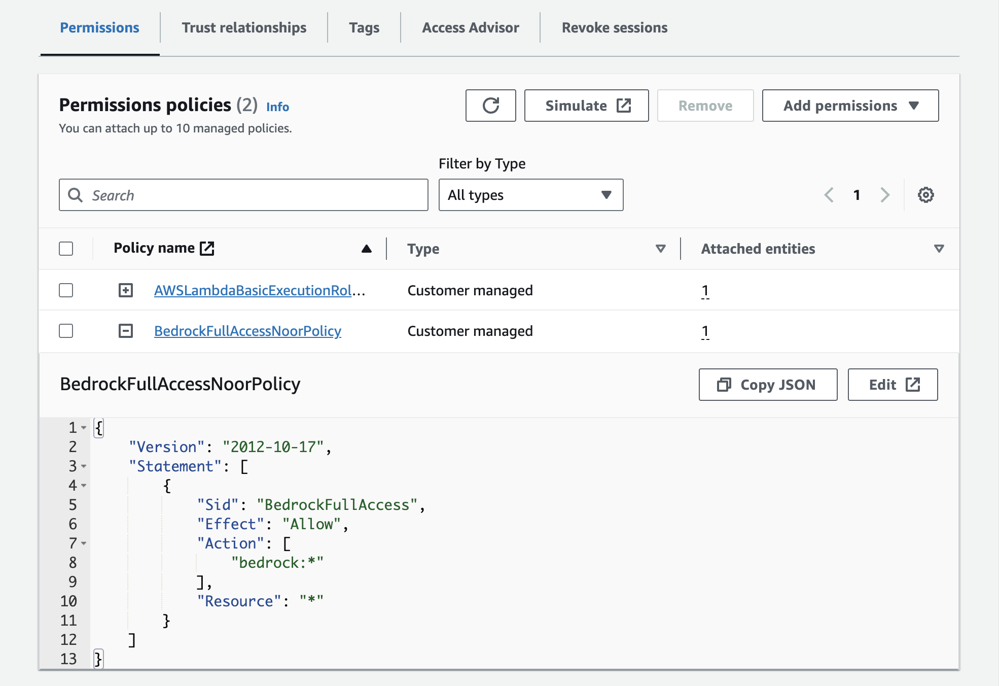 Permissions
Trust relationships
Tags
Access Advisor
Revoke sessions
Permissions policies (2) Info
You can attach up to 10 managed policies.
Simulate
Remove
Add permissions
Filter by Type
Search
All types
1
Policy name
Type
Attached entities
AWSLambdaBasicExecutionRol...
Customer managed
1
BedrockFullAccessNoorPolicy
Customer managed
1
BedrockFullAccessNoorPolicy
Copy JSON
Edit
1 {
2 "Version": "2012-10-17",
3 "Statement": [
4 {
5 "Sid": "BedrockFullAccess",
6 "Effect": "Allow",
7 "Action": [
8 "bedrock:*"
9 ],
10 "Resource": "*"
11 }
12 ]
13 }